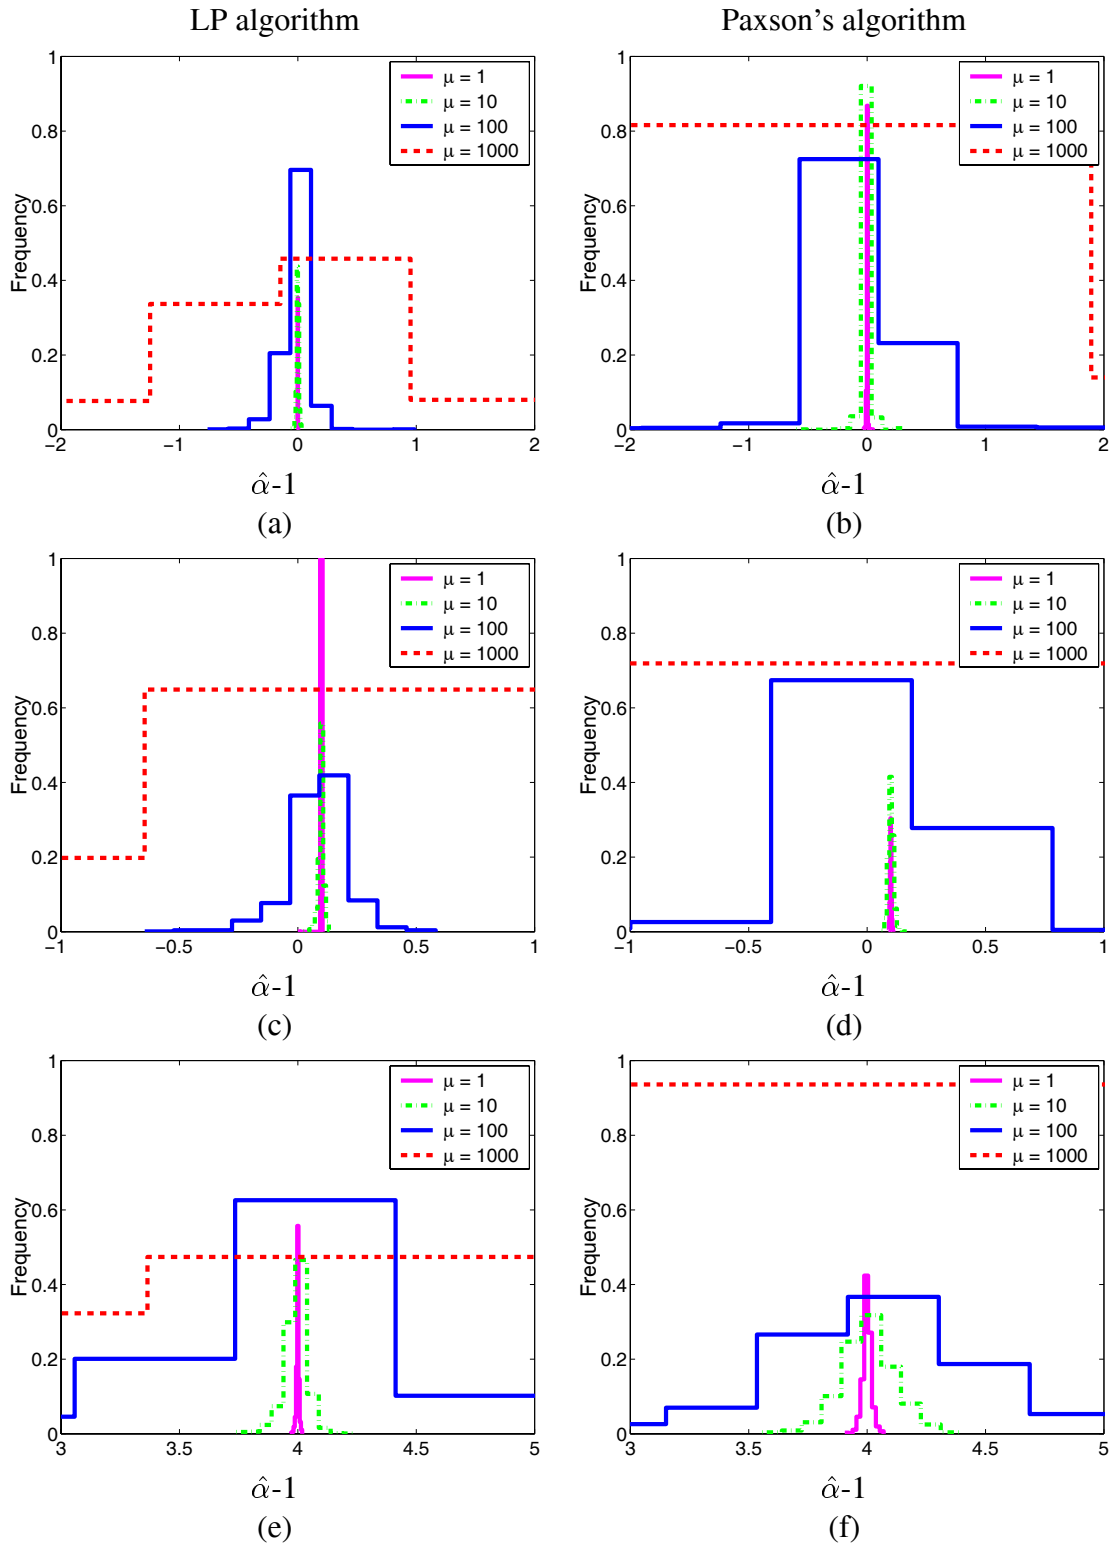 LP algorithm
Paxson's algorithm
1
0.8
0.6
0.4
0.2
0
Frequency
μ = 1
μ = 10
μ = 100
μ = 1000
−2
−1
0
1
2
α̂-1
(a)
1
0.8
0.6
0.4
0.2
0
Frequency
μ = 1
μ = 10
μ = 100
μ = 1000
−2
−1
0
1
2
α̂-1
(b)
1
0.8
0.6
0.4
0.2
0
Frequency
μ = 1
μ = 10
μ = 100
μ = 1000
−1
−0.5
0
0.5
1
α̂-1
(c)
1
0.8
0.6
0.4
0.2
0
Frequency
μ = 1
μ = 10
μ = 100
μ = 1000
−1
−0.5
0
0.5
1
α̂-1
(d)
1
0.8
0.6
0.4
0.2
0
Frequency
μ = 1
μ = 10
μ = 100
μ = 1000
3
3.5
4
4.5
5
α̂-1
(e)
1
0.8
0.6
0.4
0.2
0
Frequency
μ = 1
μ = 10
μ = 100
μ = 1000
3
3.5
4
4.5
5
α̂-1
(f)